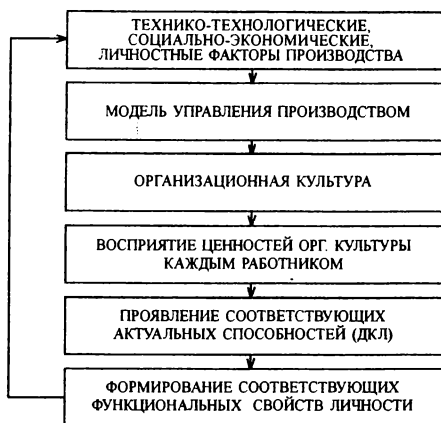 ТЕХНИКО-ТЕХНОЛОГИЧЕСКИЕ,
СОЦИАЛЬНО-ЭКОНОМИЧЕСКИЕ,
ЛИЧНОСТНЫЕ ФАКТОРЫ ПРОИЗВОДСТВА
МОДЕЛЬ УПРАВЛЕНИЯ ПРОИЗВОДСТВОМ
ОРГАНИЗАЦИОННАЯ КУЛЬТУРА
ВОСПРИЯТИЕ ЦЕННОСТЕЙ ОРГ. КУЛЬТУРЫ
КАЖДЫМ РАБОТНИКОМ
ПРОЯВЛЕНИЕ СООТВЕТСТВУЮЩИХ
АКТУАЛЬНЫХ СПОСОБНОСТЕЙ (ДКЛ)
ФОРМИРОВАНИЕ СООТВЕТСТВУЮЩИХ
ФУНКЦИОНАЛЬНЫХ СВОЙСТВ ЛИЧНОСТИ